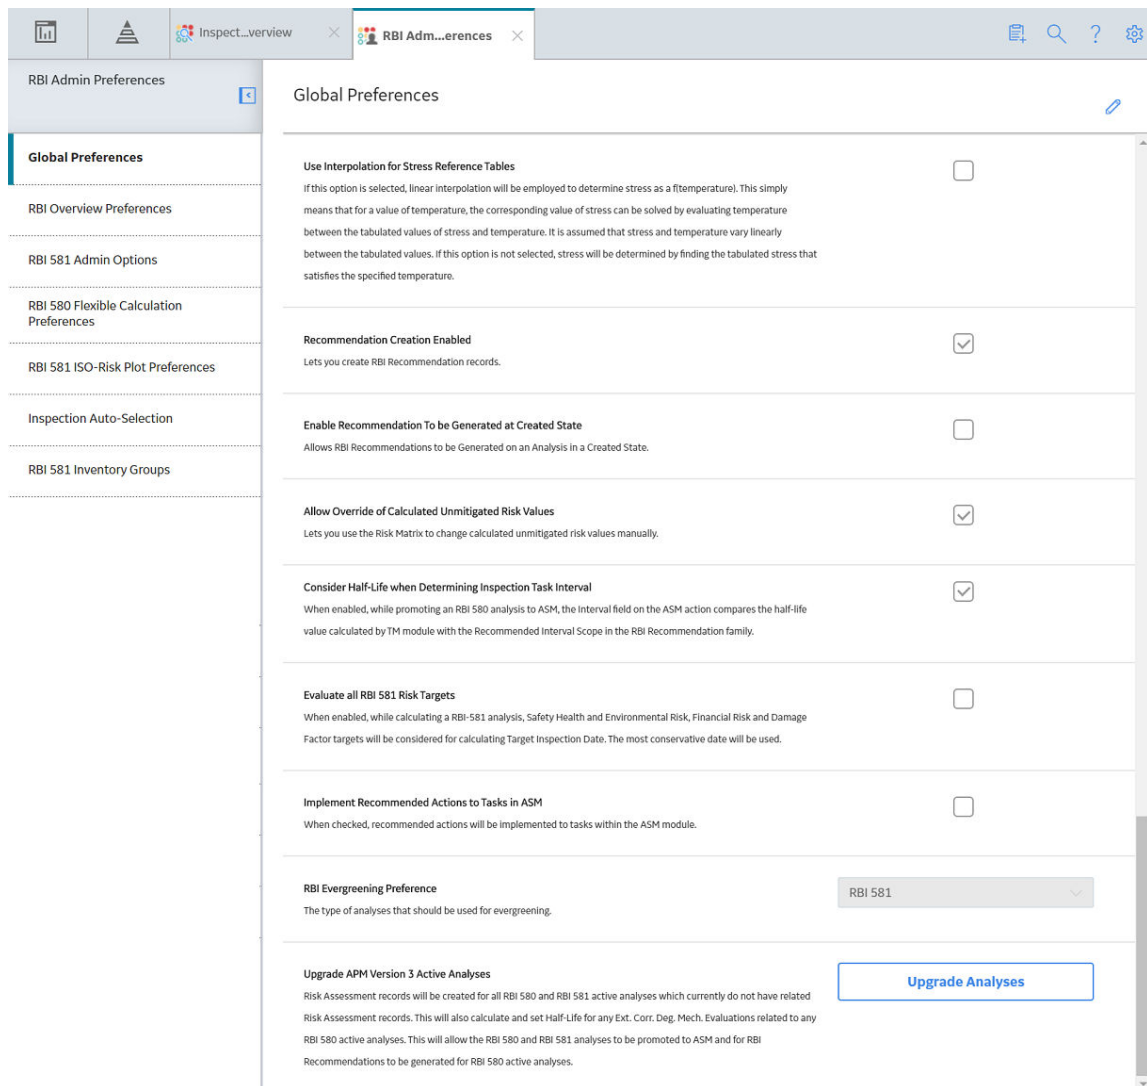 Inspect...verview
RBI Adm...erences
RBI Admin Preferences
Global Preferences
RBI Overview Preferences
RBI 581 Admin Options
RBI 580 Flexible Calculation
Preferences
RBI 581 ISO-Risk Plot Preferences
Inspection Auto-Selection
RBI 581 Inventory Groups
Global Preferences
Use Interpolation for Stress Reference Tables
If this option is selected, linear interpolation will be employed to determine stress as a f(temperature). This simply
means that for a value of temperature, the corresponding value of stress can be solved by evaluating temperature
between the tabulated values of stress and temperature. It is assumed that stress and temperature vary linearly
between the tabulated values. If this option is not selected, stress will be determined by finding the tabulated stress that
satisfies the specified temperature.
Recommendation Creation Enabled
Lets you create RBI Recommendation records.
Enable Recommendation To be Generated at Created State
Allows RBI Recommendations to be Generated on an Analysis in a Created State.
Allow Override of Calculated Unmitigated Risk Values
Lets you use the Risk Matrix to change calculated unmitigated risk values manually.
Consider Half-Life when Determining Inspection Task Interval
When enabled, while promoting an RBI 580 analysis to ASM, the Interval field on the ASM action compares the half-life
value calculated by TM module with the Recommended Interval Scope in the RBI Recommendation family.
Evaluate all RBI 581 Risk Targets
When enabled, while calculating a RBI-581 analysis, Safety Health and Environmental Risk, Financial Risk and Damage
Factor targets will be considered for calculating Target Inspection Date. The most conservative date will be used.
Implement Recommended Actions to Tasks in ASM
When checked, recommended actions will be implemented to tasks within the ASM module.
RBI Evergreening Preference
The type of analyses that should be used for evergreening.
RBI 581
Upgrade APM Version 3 Active Analyses
Risk Assessment records will be created for all RBI 580 and RBI 581 active analyses which currently do not have related
Risk Assessment records. This will also calculate and set Half-Life for any Ext. Corr. Deg. Mech. Evaluations related to any
RBI 580 active analyses. This will allow the RBI 580 and RBI 581 analyses to be promoted to ASM and for RBI
Recommendations to be generated for RBI 580 active analyses.
Upgrade Analyses